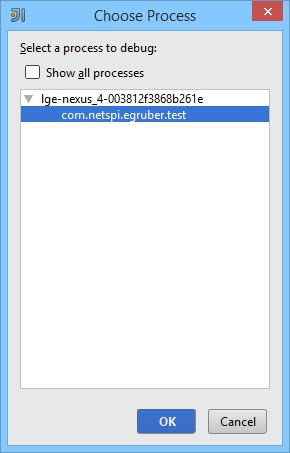 Choose Process
Select a process to debug:
Show all processes
lge-nexus_4-003812f3868b261e
com.netspi.egruber.test
OK
Cancel